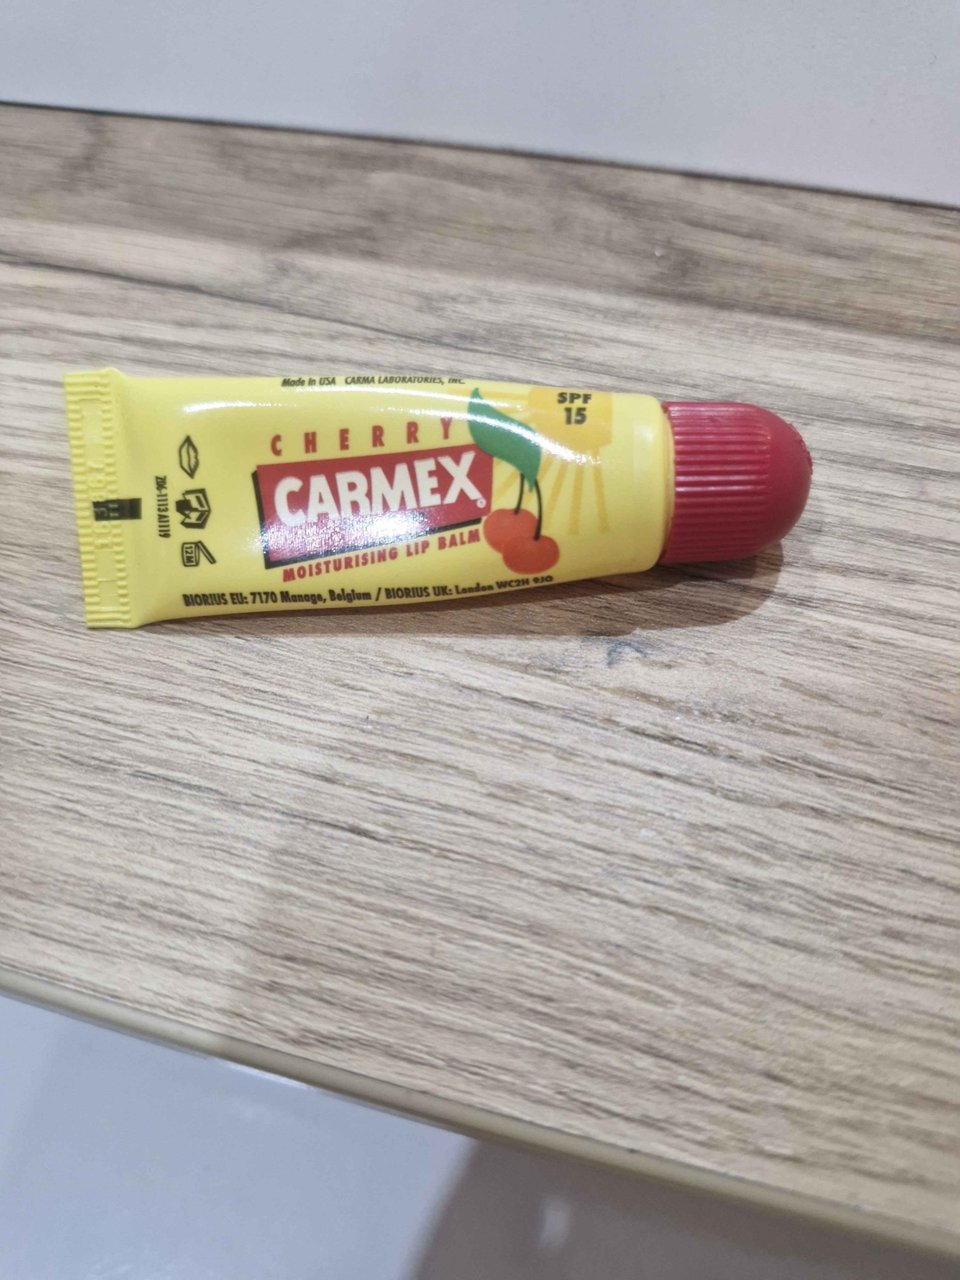 Made in USA CARMA LABORATORIES, INC.
SPF
15
CHERRY
CARMEX
MOISTURISING LIP BALM
BIORIUS EU: 7170 Manage, Belgium / BIORIUS UK: London WC2H 9JQ
12M